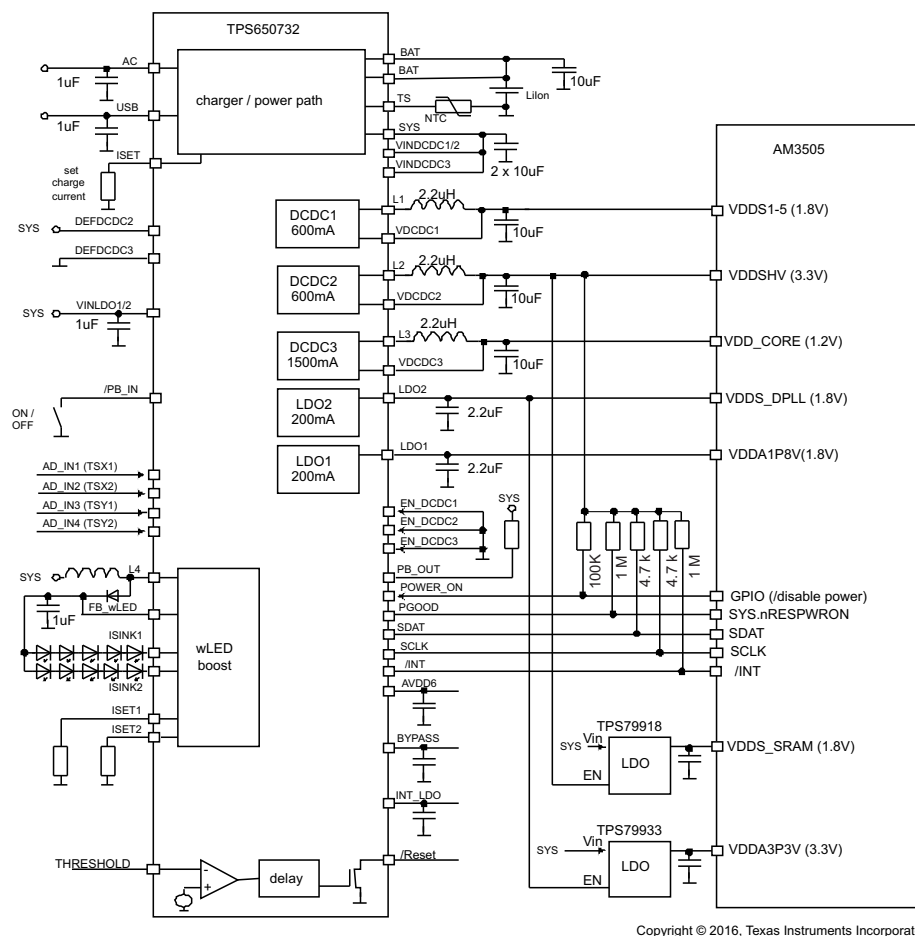 TPS650732
AC
1uF
USB
1uF
ISET
set
charge
current
charger / power path
BAT
BAT
10uF
LiIon
TS
NTC
SYS
VINDCDC1/2
VINDCDC3
2 x 10uF
AM3505
SYS
DEFDCDC2
DEFDCDC3
SYS
VINLDO1/2
1uF
DCDC1
600mA
L1
2.2uH
VDCDC1
10uF
VDDS1-5 (1.8V)
DCDC2
600mA
L2
2.2uH
VDCDC2
10uF
VDDSHV (3.3V)
DCDC3
1500mA
L3
2.2uH
VDCDC3
10uF
VDD_CORE (1.2V)
/PB_IN
ON /
OFF
LDO2
200mA
LDO2
2.2uF
VDDS_DPLL (1.8V)
LDO1
200mA
LDO1
2.2uF
VDDA1P8V(1.8V)
AD_IN1 (TSX1)
AD_IN2 (TSX2)
AD_IN3 (TSY1)
AD_IN4 (TSY2)
EN_DCDC1
EN_DCDC2
EN_DCDC3
SYS
PB_OUT
100K
1 M
4.7 k
4.7 k
1 M
POWER_ON
GPIO (/disable power)
PGOOD
SYS.nRESPWRON
SDAT
SDAT
SCLK
SCLK
/INT
/INT
SYS
L4
1uF
FB_wLED
ISINK1
ISINK2
wLED
boost
ISET1
ISET2
AVDD6
BYPASS
INT_LDO
TPS79918
SYS
Vin
LDO
EN
VDDS_SRAM (1.8V)
TPS79933
SYS
Vin
LDO
EN
VDDA3P3V (3.3V)
THRESHOLD
-
+
delay
/Reset
Copyright © 2016, Texas Instruments Incorporat